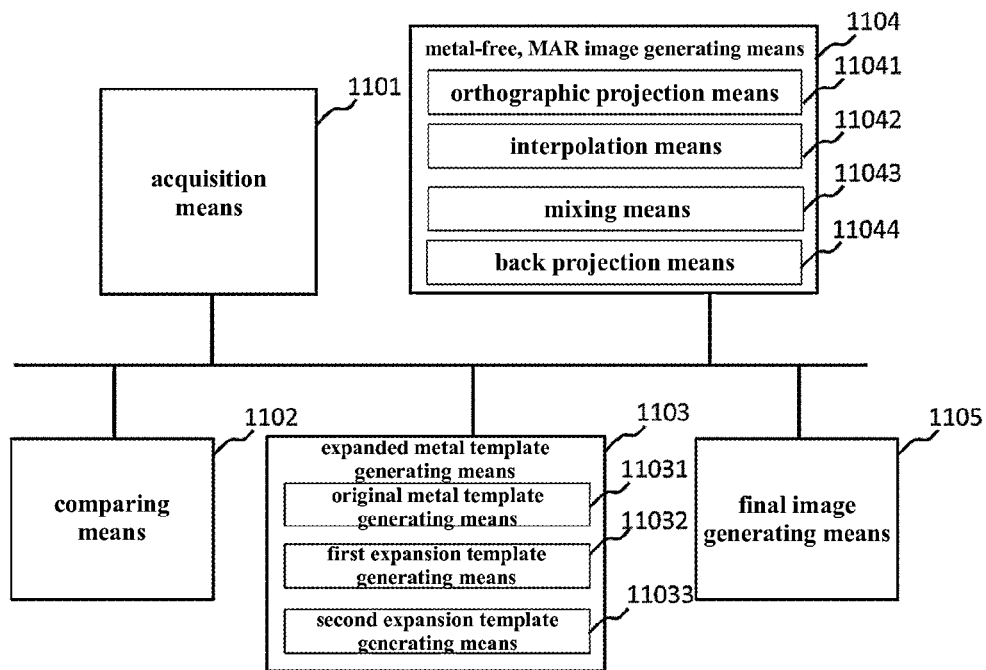 1104
metal-free, MAR image generating means
11041
orthographic projection means
11042
interpolation means
11043
mixing means
11044
back projection means
1101
acquisition
means
1102
comparing
means
1103
expanded metal template
generating means
11031
original metal template
generating means
11032
first expansion template
generating means
11033
second expansion template
generating means
1105
final image
generating means